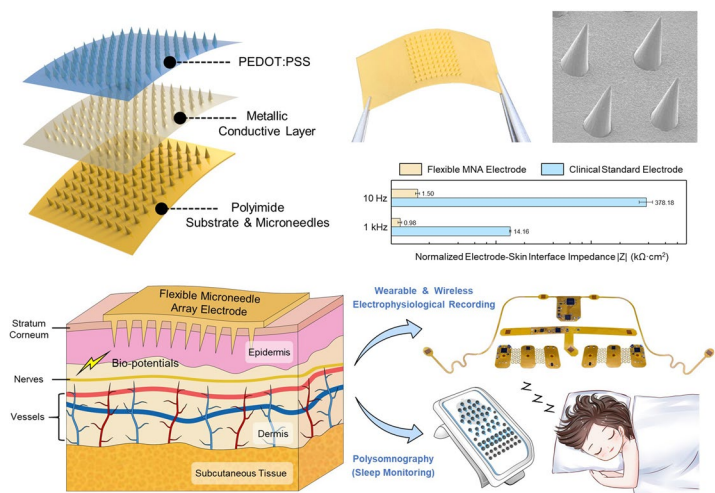 PEDOT:PSS
Metallic
Conductive Layer
Polyimide
Substrate & Microneedles
Flexible MNA Electrode
Clinical Standard Electrode
10 Hz
1.50
378.18
1 kHz
0.98
14.16
Normalized Electrode-Skin Interface Impedance |Z| (kΩ·cm²)
Flexible Microneedle
Array Electrode
Stratum
Corneum
Epidermis
Bio-potentials
Nerves
Vessels
Dermis
Subcutaneous Tissue
Wearable & Wireless
Electrophysiological Recording
Polysomnography
(Sleep Monitoring)
Z Z Z